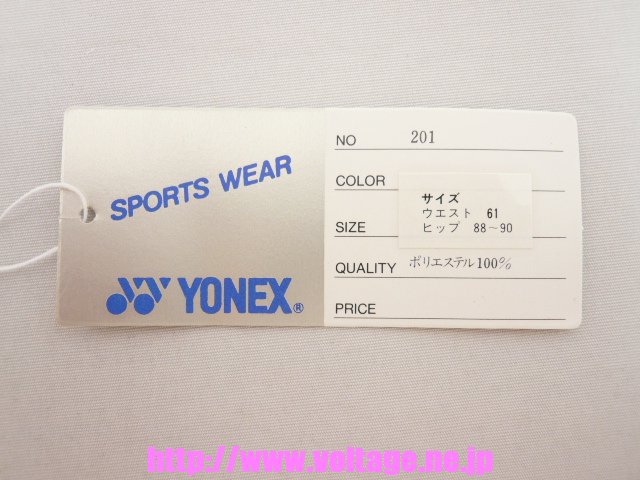 SPORTS WEAR
YONEX®
NO 201
COLOR
サイズ
ウエスト 61
SIZE
ヒップ 88～90
QUALITY ポリエステル100%
PRICE
http://www.voltage.ne.jp